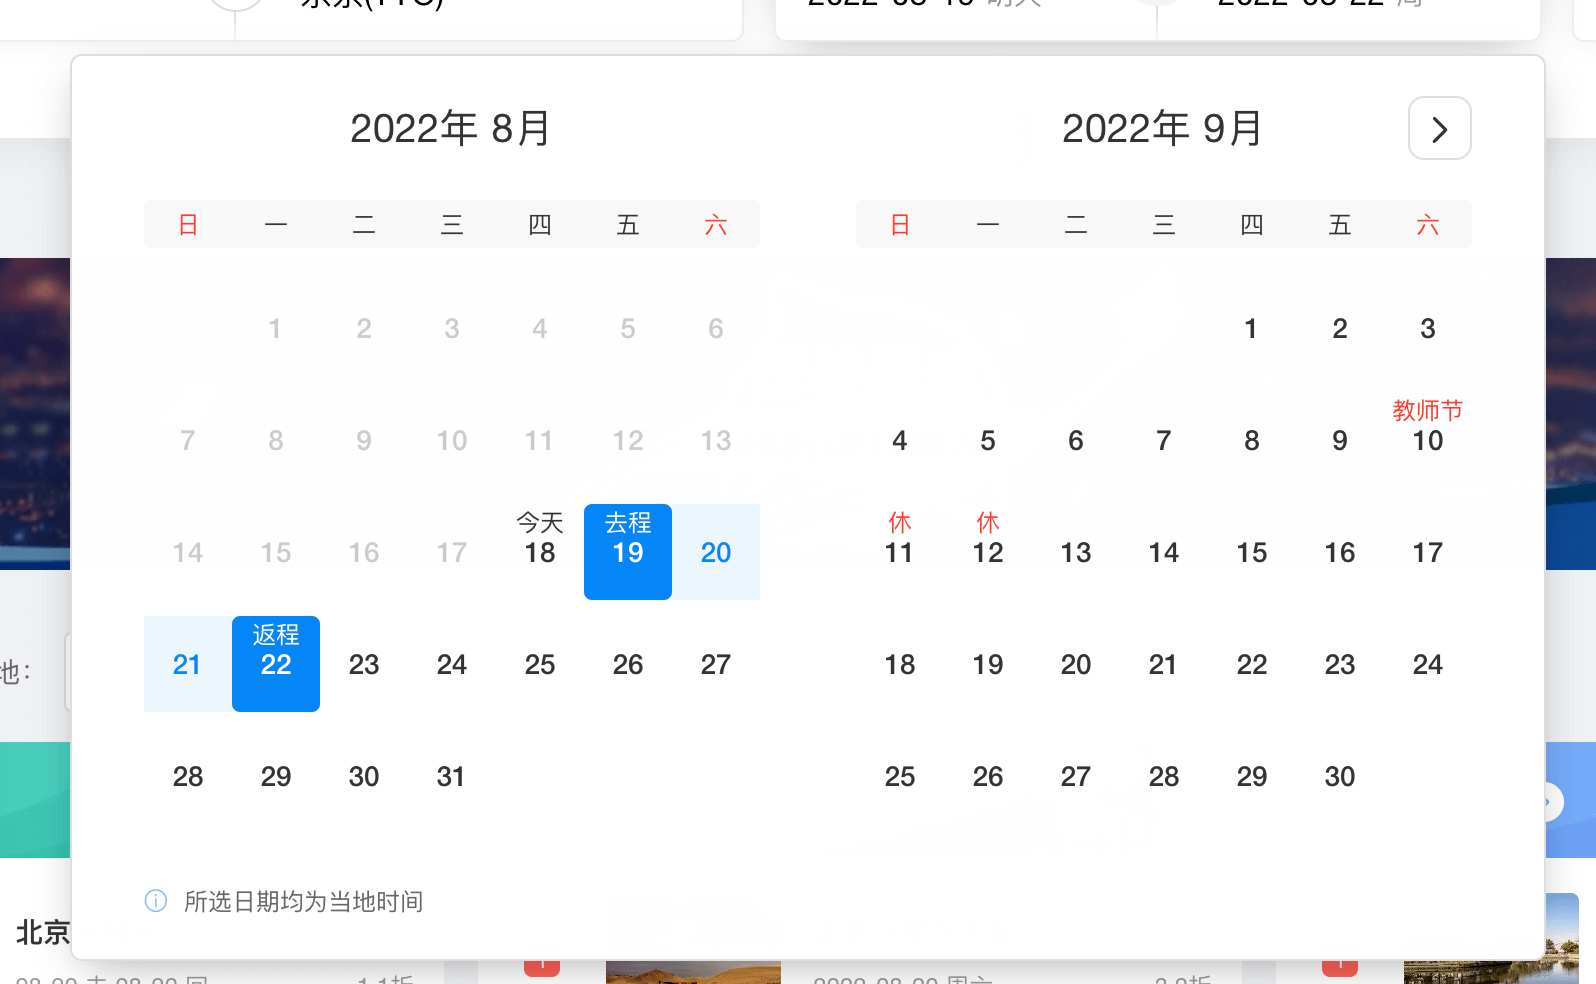 2022年 8月
2022年 9月
日 一 二 三 四 五 六
日 一 二 三 四 五 六
1 2 3 4 5 6
1 2 3
教师节
7 8 9 10 11 12 13
4 5 6 7 8 9 10
今天 去程
休 休
14 15 16 17 18 19 20
11 12 13 14 15 16 17
返程
21 22 23 24 25 26 27
18 19 20 21 22 23 24
地：
28 29 30 31
25 26 27 28 29 30
所选日期均为当地时间
北京